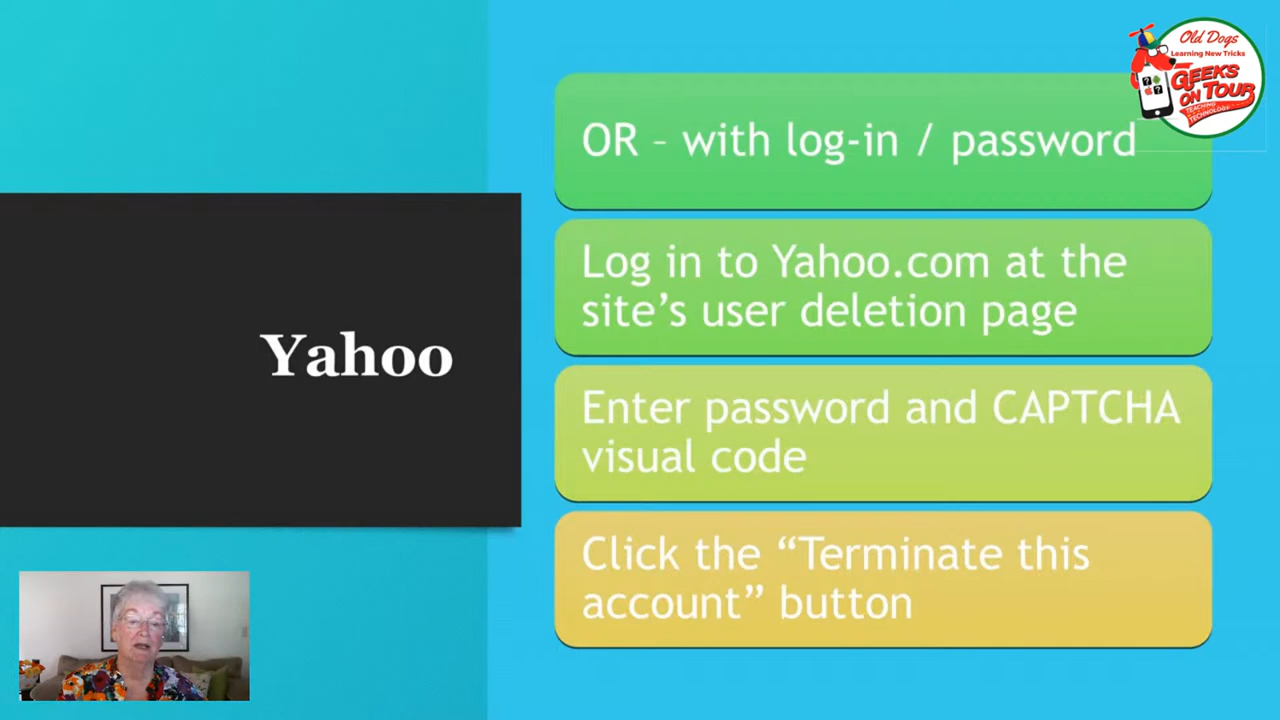 Old Dogs
Learning New Tricks
GEEKS
ON TOUR
TEACHING
TECHNOLOGY
OR – with log-in / password
Yahoo
Log in to Yahoo.com at the
site’s user deletion page
Enter password and CAPTCHA
visual code
Click the “Terminate this
account” button